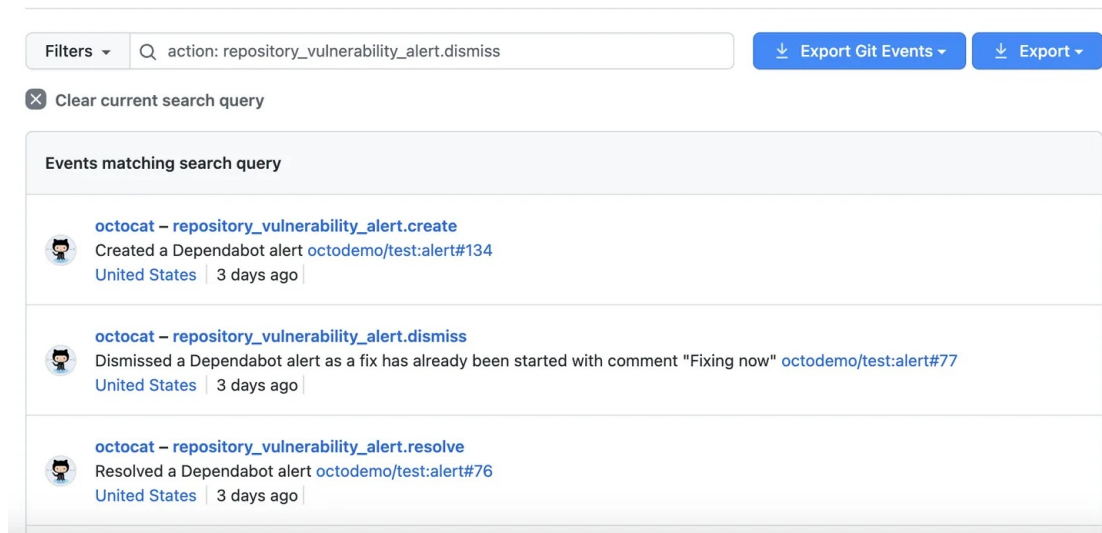 Filters
action: repository_vulnerability_alert.dismiss
Export Git Events
Export
Clear current search query
Events matching search query
octocat – repository_vulnerability_alert.create
Created a Dependabot alert octodemo/test:alert#134
United States 3 days ago
octocat – repository_vulnerability_alert.dismiss
Dismissed a Dependabot alert as a fix has already been started with comment "Fixing now" octodemo/test:alert#77
United States 3 days ago
octocat – repository_vulnerability_alert.resolve
Resolved a Dependabot alert octodemo/test:alert#76
United States 3 days ago